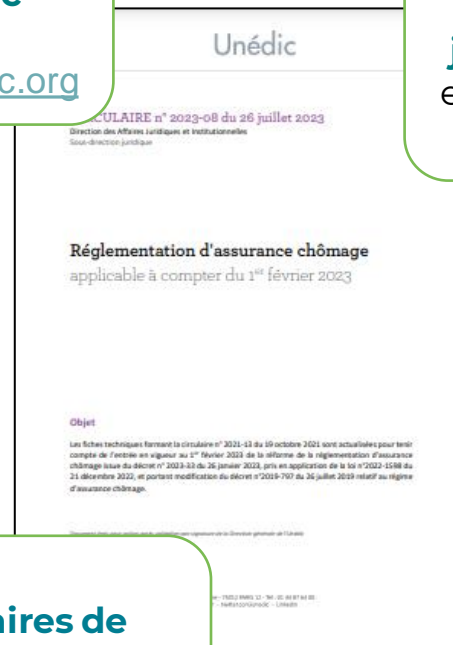 c.org
j
e
Unédic
CULAIRE n° 2023-08 du 26 juillet 2023
Direction des Affaires Juridiques et Institutionnelles
Sous-direction juridique
Réglementation d'assurance chômage
applicable à compter du 1er février 2023
Objet
Les fiches techniques formant la circulaire n° 2021-13 du 19 octobre 2021 sont actualisées pour tenir
compte de l'entrée en vigueur au 1er février 2023 de la réforme de la réglementation d'assurance
chômage issue du décret n° 2023-33 du 26 janvier 2023, pris en application de la loi n°2022-1598 du
21 décembre 2022, et portant modification du décret n°2019-797 du 26 juillet 2019 relatif au régime
d'assurance chômage.
aires de